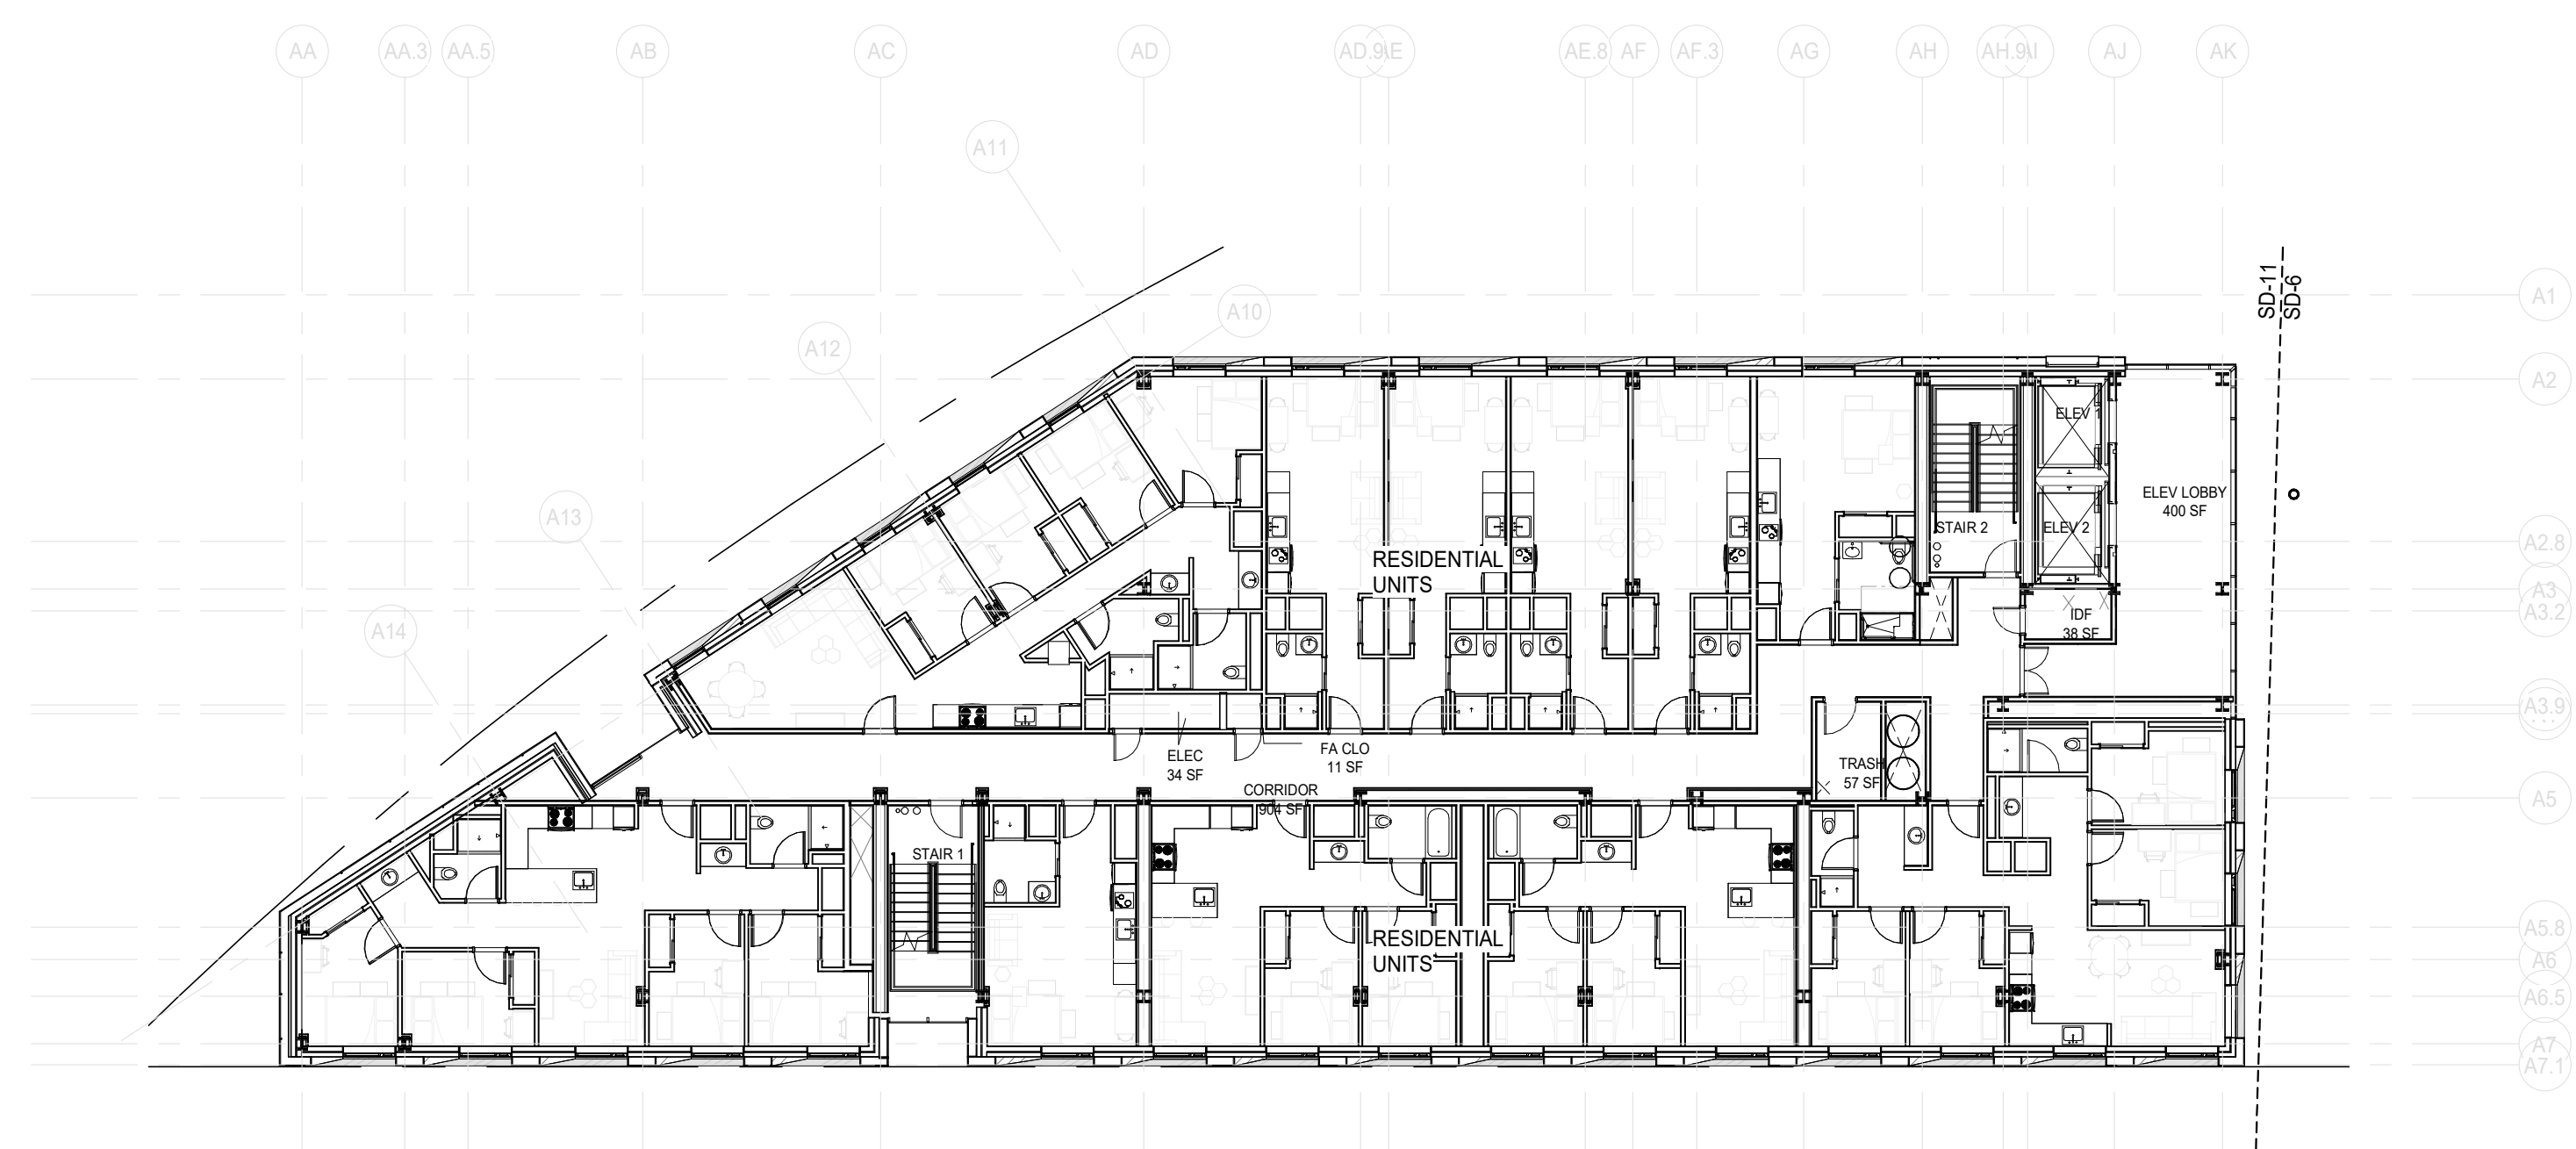 AA
AA.3
AA.5
AB
AC
AD
AD.9
AE
AE.8
AF
AF.3
AG
AH
AH.9
AI
AJ
AK
A11
A10
A12
A13
A14
SD-11
SD-6
A1
A2
A2.8
A3
A3.2
A3.9
A5
A5.8
A6
A6.5
A7
A7.1
ELEV 1
ELEV LOBBY
400 SF
STAIR 2
ELEV 2
RESIDENTIAL
UNITS
IDF
38 SF
ELEC
34 SF
FA CLO
11 SF
TRASH
57 SF
CORRIDOR
904 SF
STAIR 1
RESIDENTIAL
UNITS